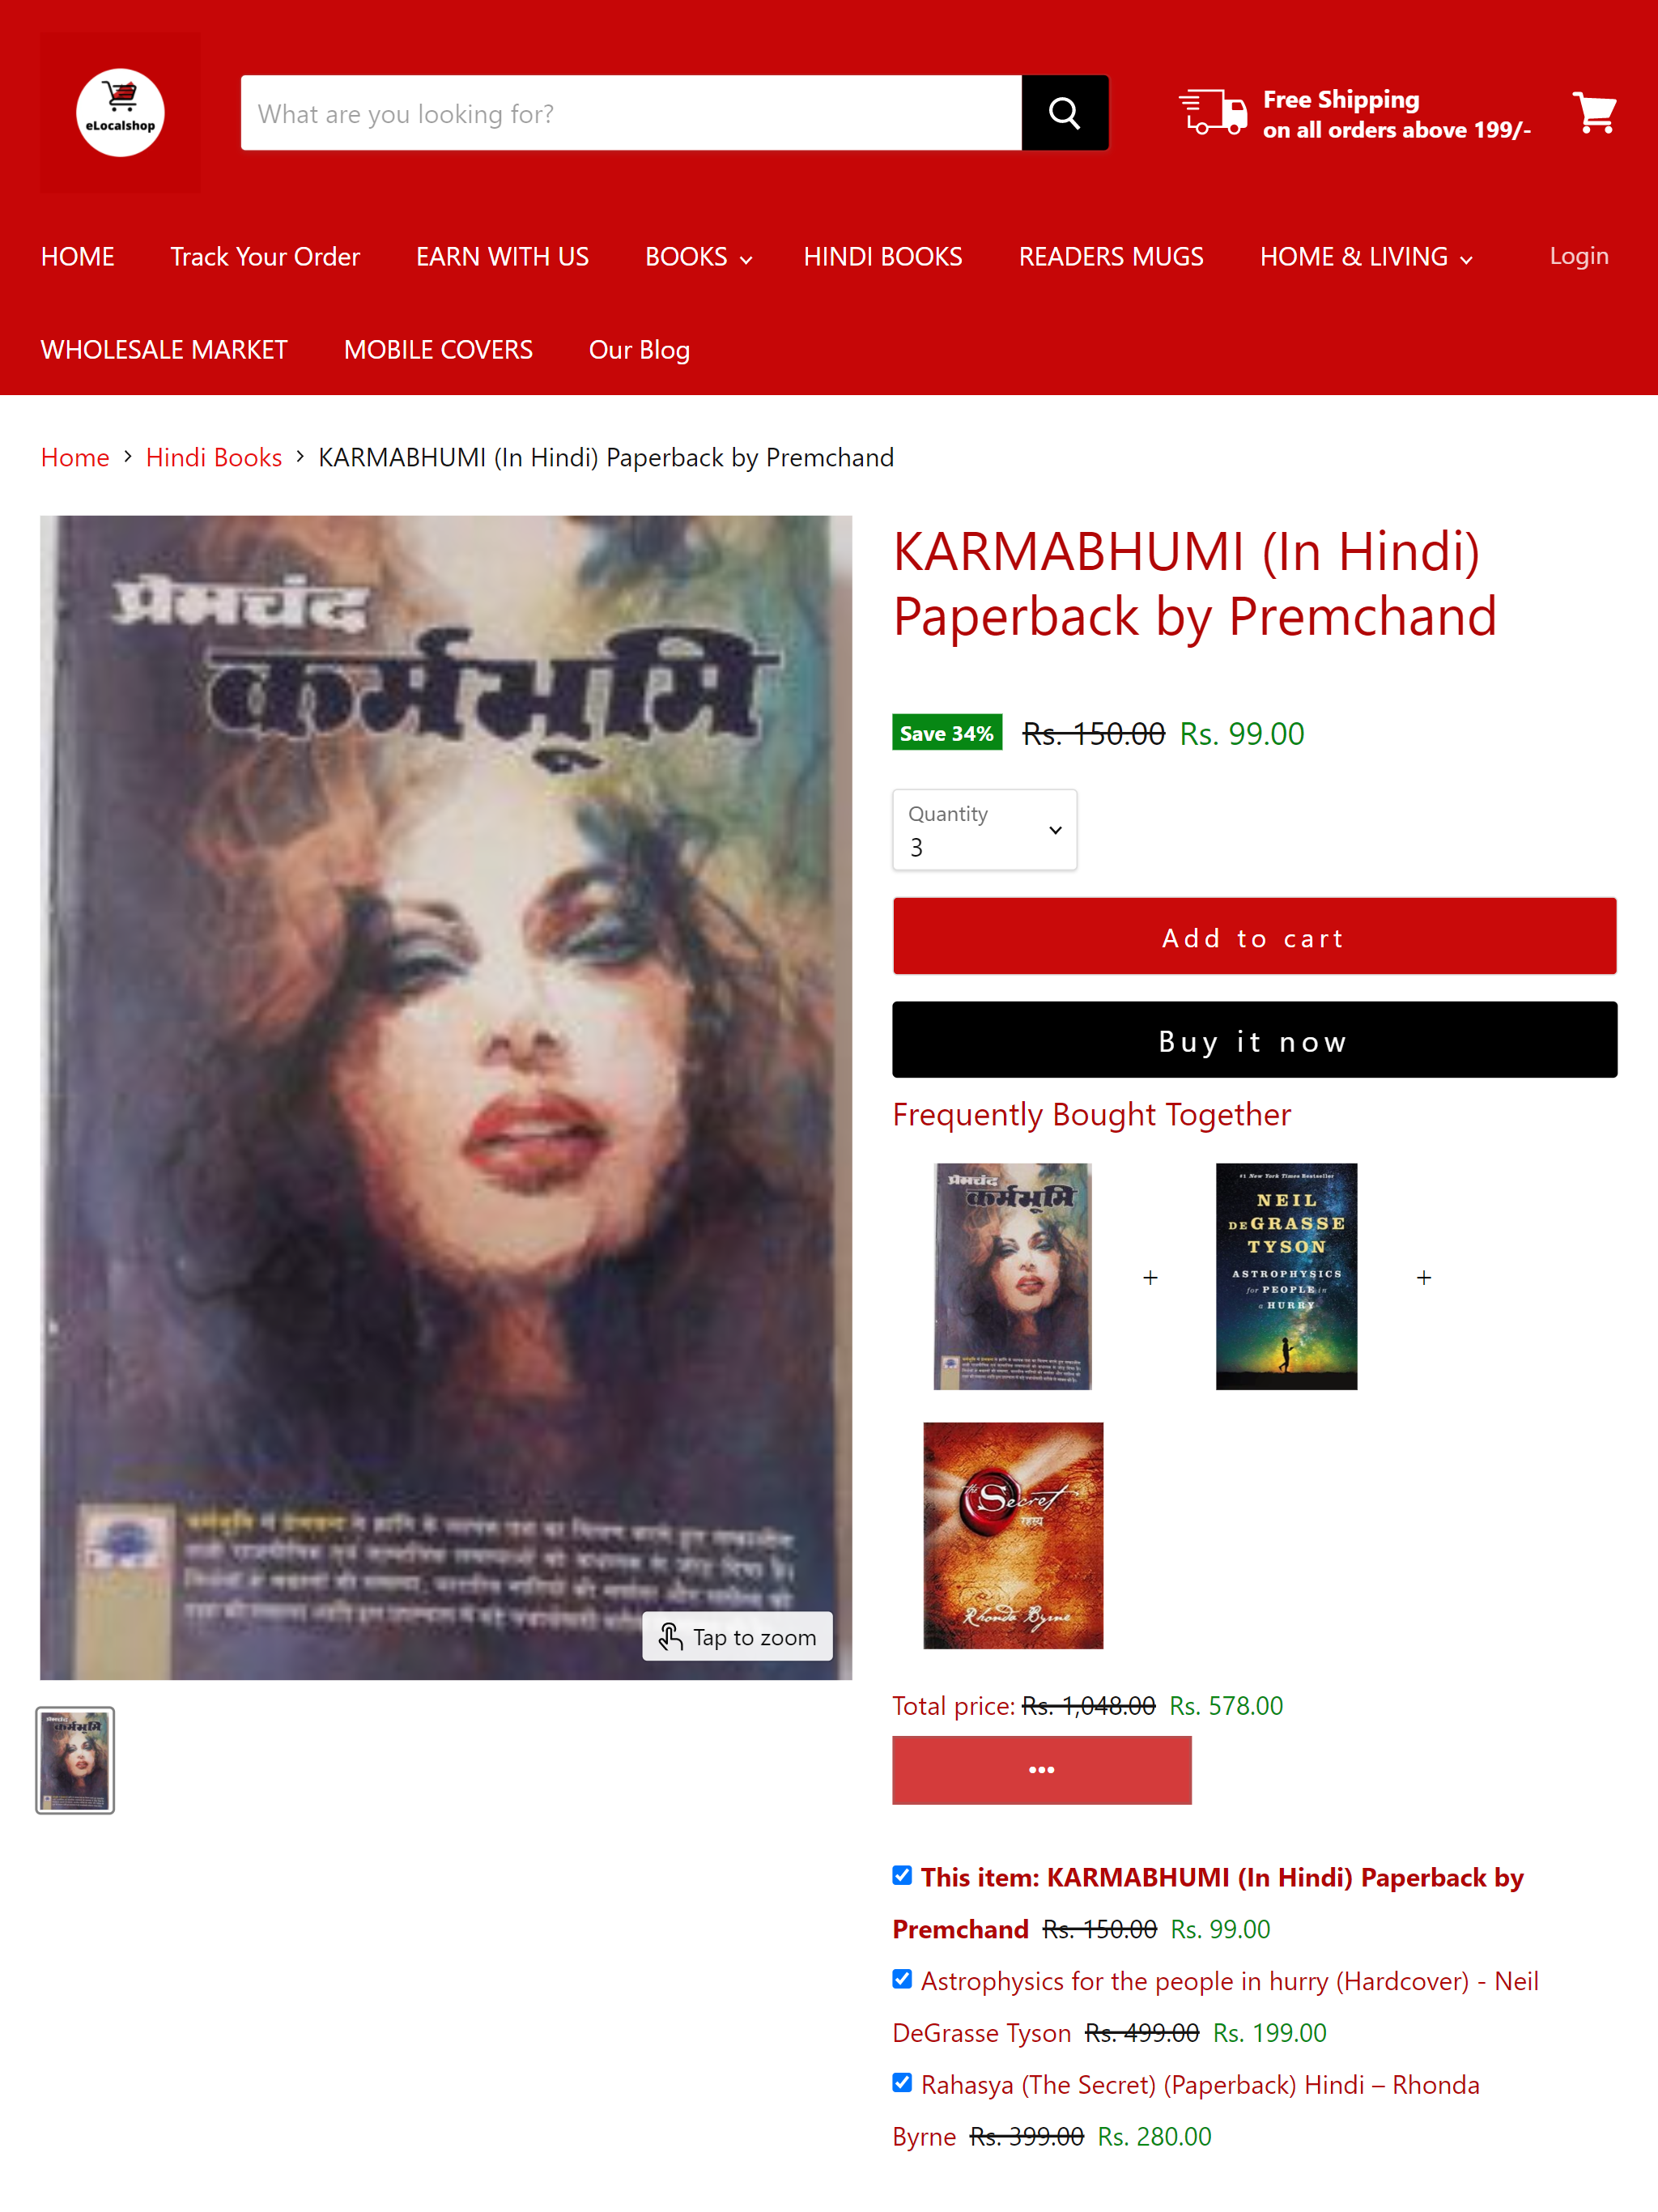 eLocalshop
What are you looking for?
Free Shipping
on all orders above 199/-
HOME
Track Your Order
EARN WITH US
BOOKS
HINDI BOOKS
READERS MUGS
HOME & LIVING
Login
WHOLESALE MARKET
MOBILE COVERS
Our Blog
Home > Hindi Books > KARMABHUMI (In Hindi) Paperback by Premchand
प्रेमचंद
कर्मभूमि
Tap to zoom
KARMABHUMI (In Hindi)
Paperback by Premchand
Save 34% Rs. 150.00 Rs. 99.00
Quantity
3
Add to cart
Buy it now
Frequently Bought Together
प्रेमचंद
कर्मभूमि
+
#1 New York Times Bestseller
NEIL
DEGRASSE
TYSON
ASTROPHYSICS
for PEOPLE in
a HURRY
+
the Secret
रहस्य
Rhonda Byrne
Total price: Rs. 1,048.00 Rs. 578.00
•••
This item: KARMABHUMI (In Hindi) Paperback by
Premchand Rs. 150.00 Rs. 99.00
Astrophysics for the people in hurry (Hardcover) - Neil
DeGrasse Tyson Rs. 499.00 Rs. 199.00
Rahasya (The Secret) (Paperback) Hindi – Rhonda
Byrne Rs. 399.00 Rs. 280.00